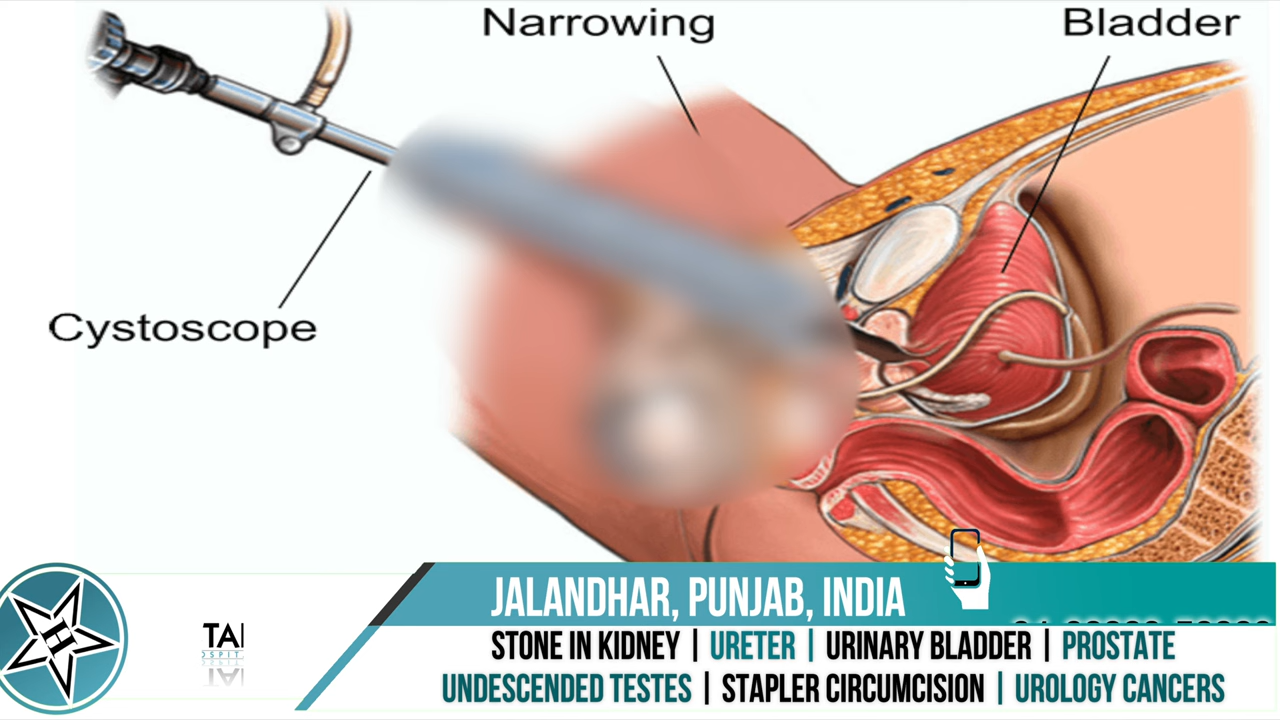 Narrowing
Bladder
Cystoscope
JALANDHAR, PUNJAB, INDIA
STONE IN KIDNEY | URETER | URINARY BLADDER | PROSTATE
UNDESCENDED TESTES | STAPLER CIRCUMCISION | UROLOGY CANCERS